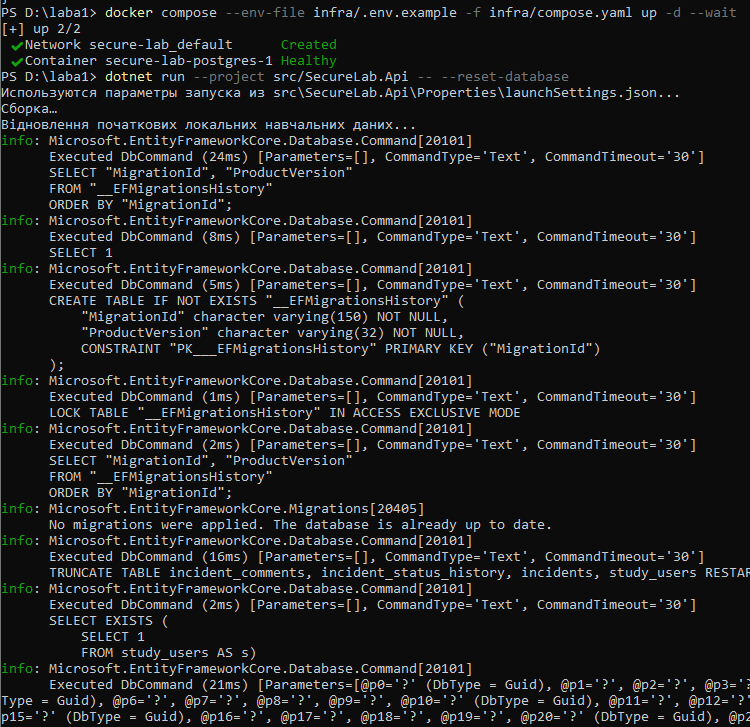 PS D:\laba1> docker compose --env-file infra/.env.example -f infra/compose.yaml up -d --wait
[+] up 2/2
✔Network secure-lab_default Created
✔Container secure-lab-postgres-1 Healthy
PS D:\laba1> dotnet run --project src/SecureLab.Api -- --reset-database
Используются параметры запуска из src\SecureLab.Api\Properties\launchSettings.json...
Сборка…
Відновлення початкових локальних навчальних даних...
info: Microsoft.EntityFrameworkCore.Database.Command[20101]
Executed DbCommand (24ms) [Parameters=[], CommandType='Text', CommandTimeout='30']
SELECT "MigrationId", "ProductVersion"
FROM "__EFMigrationsHistory"
ORDER BY "MigrationId";
info: Microsoft.EntityFrameworkCore.Database.Command[20101]
Executed DbCommand (8ms) [Parameters=[], CommandType='Text', CommandTimeout='30']
SELECT 1
info: Microsoft.EntityFrameworkCore.Database.Command[20101]
Executed DbCommand (5ms) [Parameters=[], CommandType='Text', CommandTimeout='30']
CREATE TABLE IF NOT EXISTS "__EFMigrationsHistory" (
"MigrationId" character varying(150) NOT NULL,
"ProductVersion" character varying(32) NOT NULL,
CONSTRAINT "PK___EFMigrationsHistory" PRIMARY KEY ("MigrationId")
);
info: Microsoft.EntityFrameworkCore.Database.Command[20101]
Executed DbCommand (1ms) [Parameters=[], CommandType='Text', CommandTimeout='30']
LOCK TABLE "__EFMigrationsHistory" IN ACCESS EXCLUSIVE MODE
info: Microsoft.EntityFrameworkCore.Database.Command[20101]
Executed DbCommand (2ms) [Parameters=[], CommandType='Text', CommandTimeout='30']
SELECT "MigrationId", "ProductVersion"
FROM "__EFMigrationsHistory"
ORDER BY "MigrationId";
info: Microsoft.EntityFrameworkCore.Migrations[20405]
No migrations were applied. The database is already up to date.
info: Microsoft.EntityFrameworkCore.Database.Command[20101]
Executed DbCommand (16ms) [Parameters=[], CommandType='Text', CommandTimeout='30']
TRUNCATE TABLE incident_comments, incident_status_history, incidents, study_users RESTAR
info: Microsoft.EntityFrameworkCore.Database.Command[20101]
Executed DbCommand (2ms) [Parameters=[], CommandType='Text', CommandTimeout='30']
SELECT EXISTS (
SELECT 1
FROM study_users AS s)
info: Microsoft.EntityFrameworkCore.Database.Command[20101]
Executed DbCommand (21ms) [Parameters=[@p0='?' (DbType = Guid), @p1='?', @p2='?', @p3='?
Type = Guid), @p6='?', @p7='?', @p8='?', @p9='?', @p10='?' (DbType = Guid), @p11='?', @p12='?'
p15='?' (DbType = Guid), @p16='?', @p17='?', @p18='?', @p19='?', @p20='?' (DbType = Guid), @p